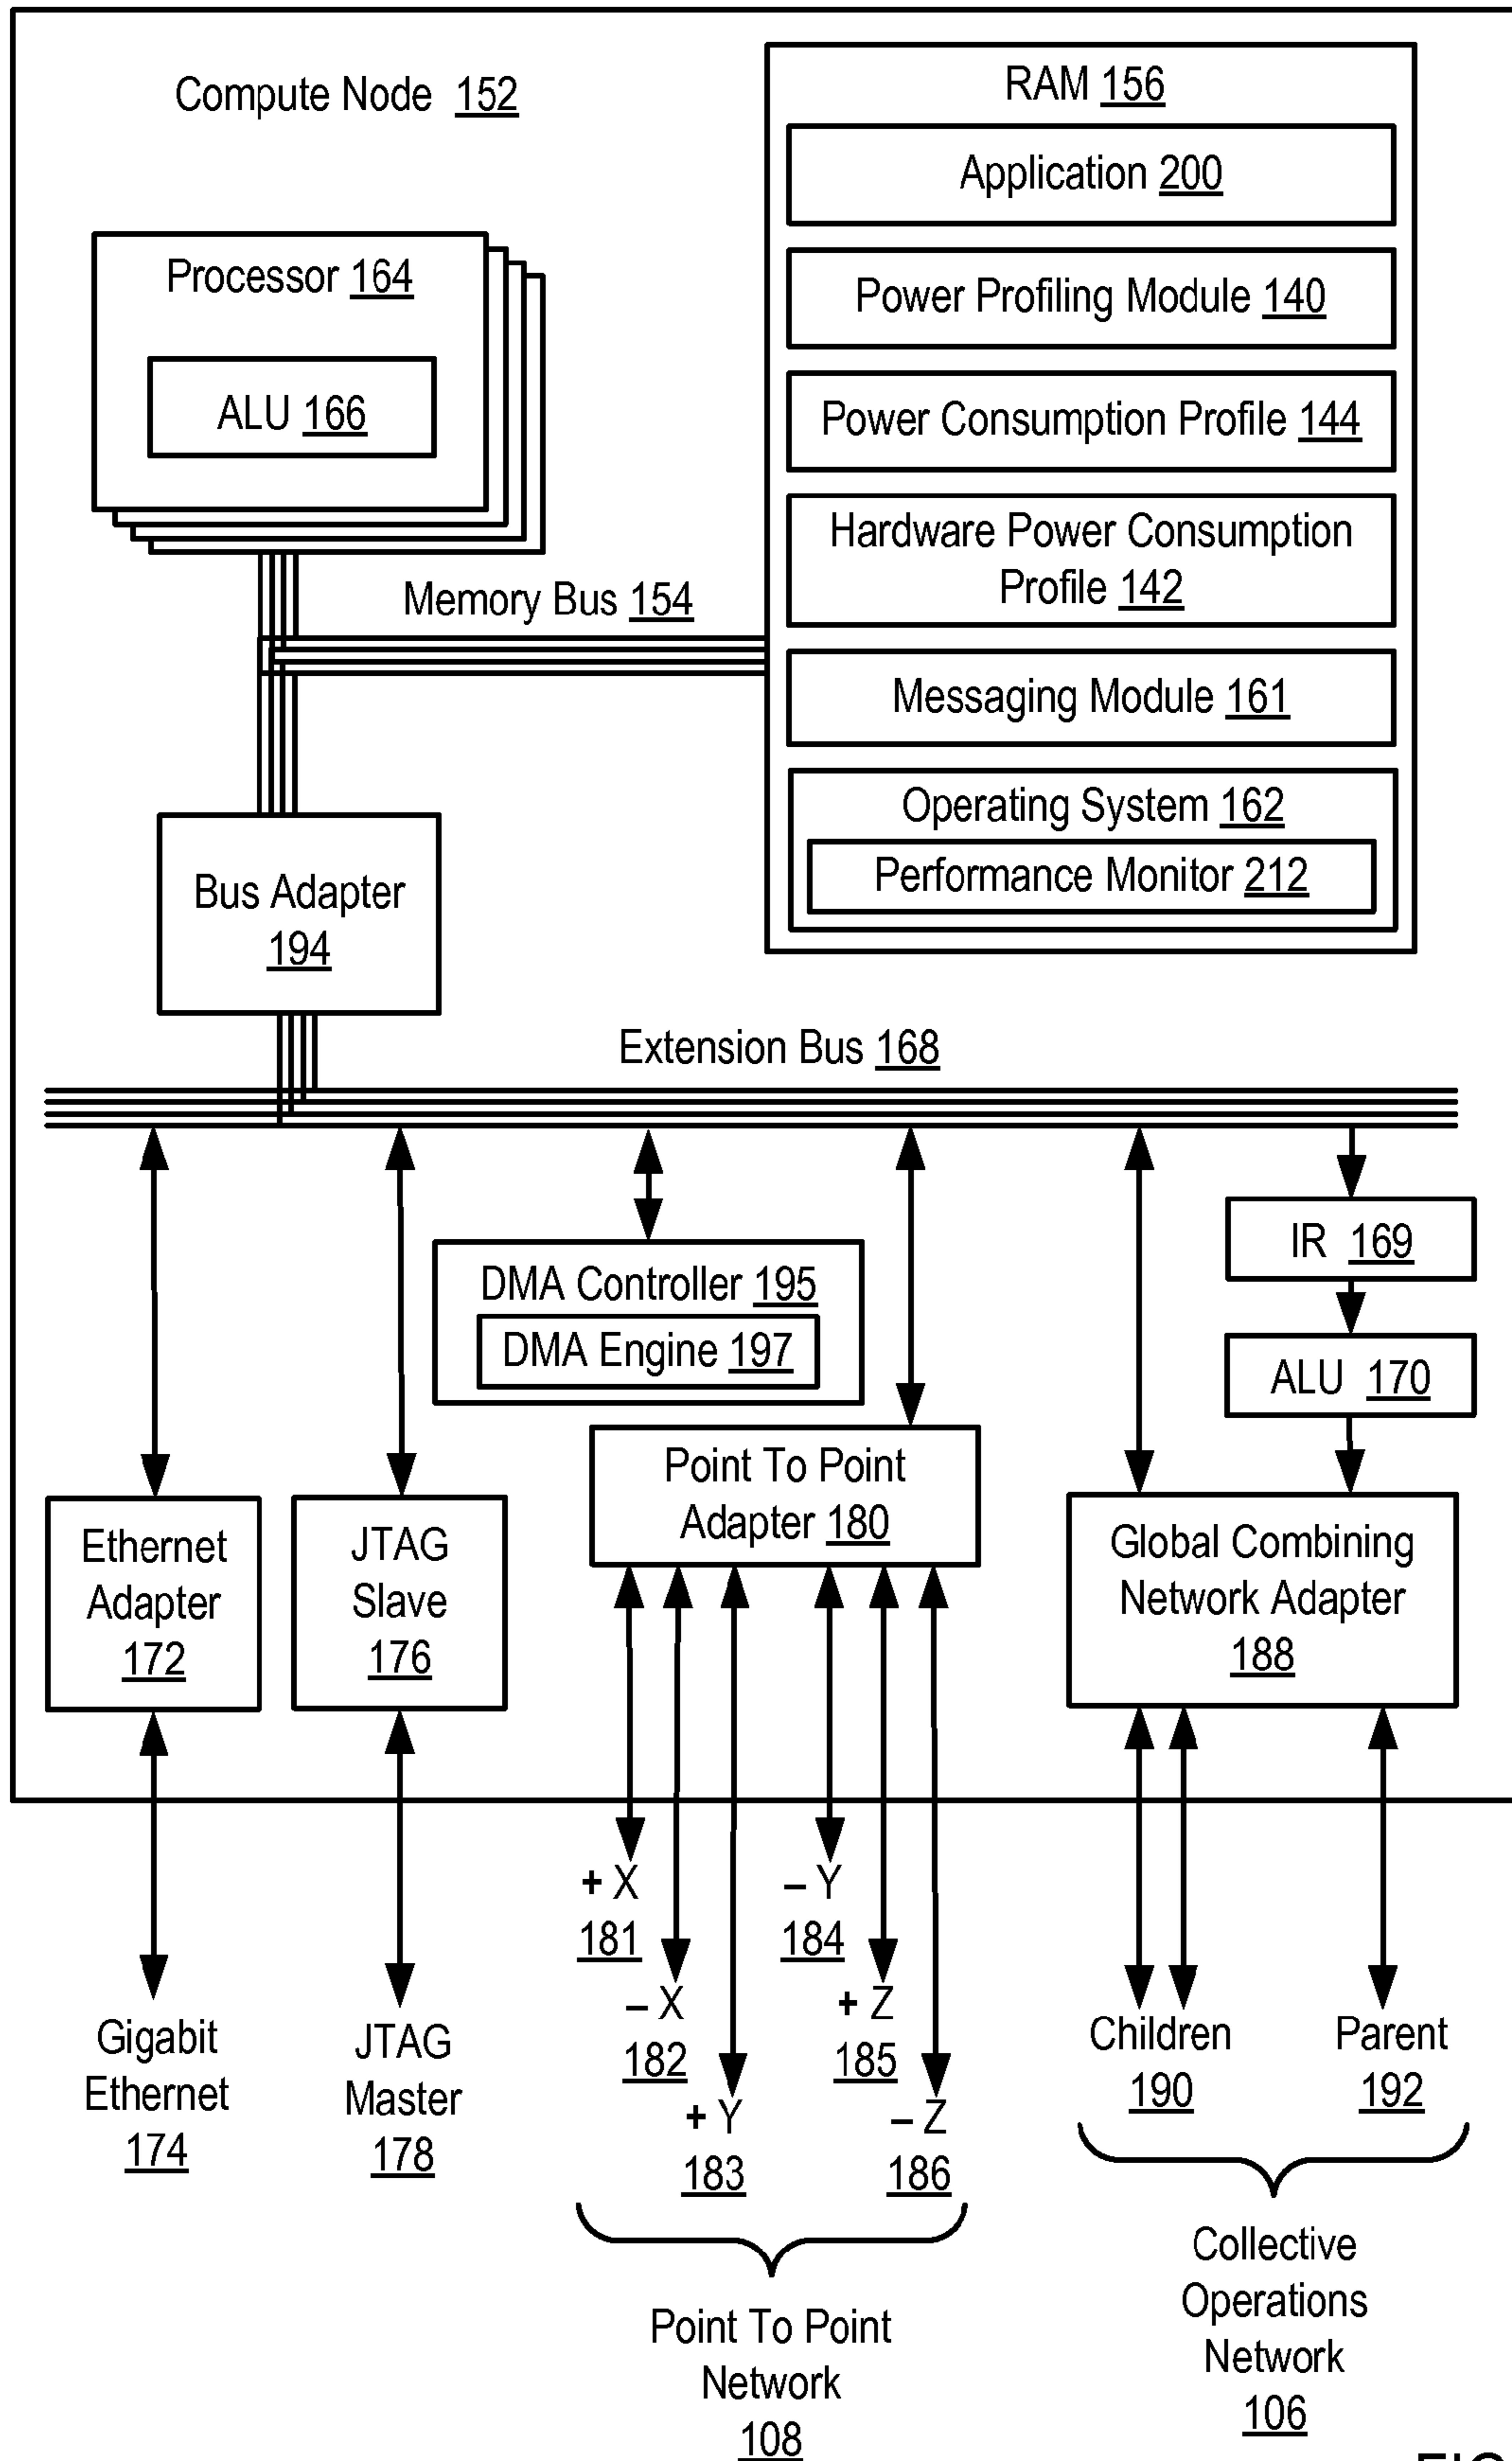 Compute Node 152
RAM 156
Application 200
Power Profiling Module 140
Power Consumption Profile 144
Hardware Power Consumption
Profile 142
Messaging Module 161
Operating System 162
Performance Monitor 212
Processor 164
ALU 166
Memory Bus 154
Bus Adapter
194
Extension Bus 168
IR 169
ALU 170
DMA Controller 195
DMA Engine 197
Point To Point
Adapter 180
Ethernet
Adapter
172
JTAG
Slave
176
Global Combining
Network Adapter
188
+ X
181
– X
182
+ Y
183
– Y
184
+ Z
185
– Z
186
Gigabit
Ethernet
174
JTAG
Master
178
Children
190
Parent
192
Point To Point
Network
108
Collective
Operations
Network
106